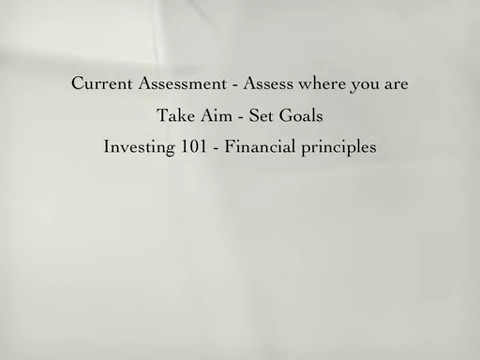 Current Assessment - Assess where you are
Take Aim - Set Goals
Investing 101 - Financial principles